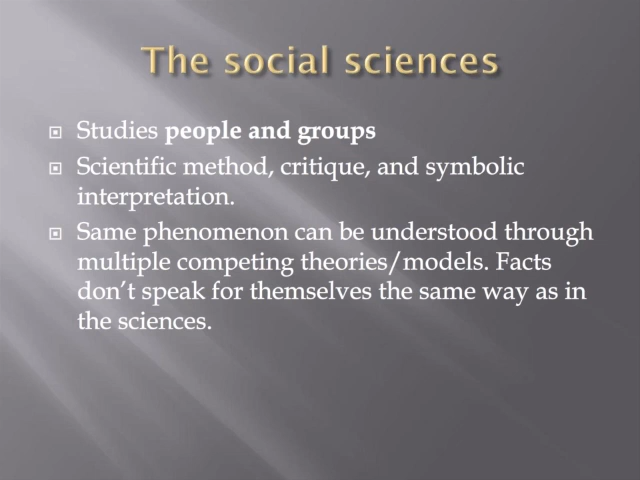 The social sciences
Studies people and groups
Scientific method, critique, and symbolic
interpretation.
Same phenomenon can be understood through
multiple competing theories/models. Facts
don’t speak for themselves the same way as in
the sciences.